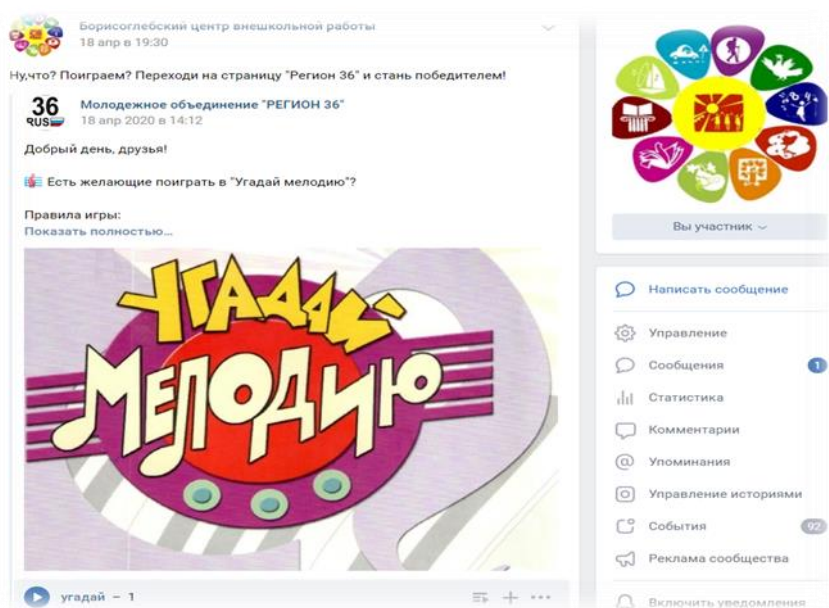 Борисоглебский центр внешкольной работы
18 апр в 19:30
Ну,что? Поиграем? Переходи на страницу "Регион 36" и стань победителем!
36
RUS
Молодежное объединение "РЕГИОН 36"
18 апр 2020 в 14:12
Добрый день, друзья!
Есть желающие поиграть в "Угадай мелодию"?
Правила игры:
Показать полностью...
УГАДАЙ
МЕЛОДИЮ
угадай – 1
Вы участник
Написать сообщение
Управление
Сообщения 1
Статистика
Комментарии
Упоминания
Управление историями
События 92
Реклама сообщества
Включить уведомления